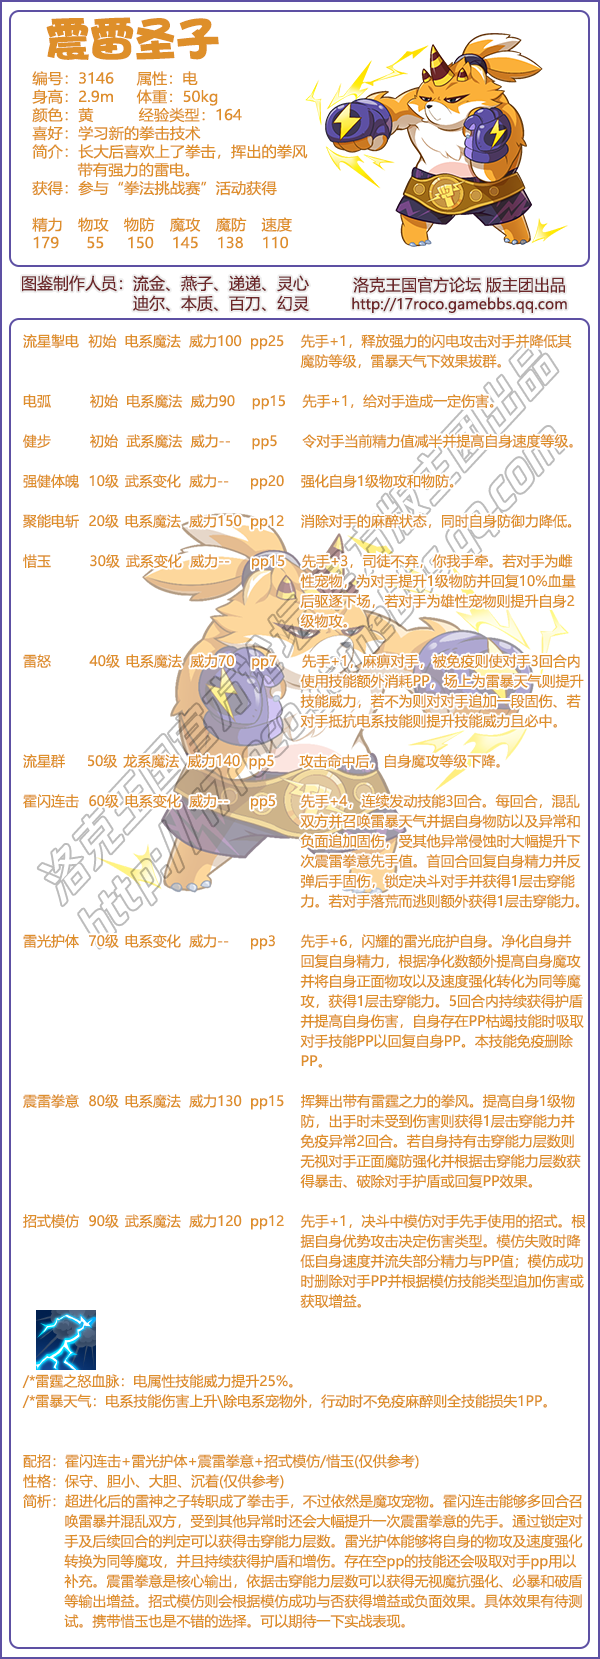 震雷圣子
编号：3146 属性：电
身高：2.9m 体重：50kg
颜色：黄 经验类型：164
喜好：学习新的拳击技术
简介：长大后喜欢上了拳击，挥出的拳风
带有强力的雷电。
获得：参与“拳法挑战赛”活动获得
精力 物攻 物防 魔攻 魔防 速度
179 55 150 145 138 110
图鉴制作人员：流金、燕子、递递、灵心
迪尔、本质、百刀、幻灵
洛克王国官方论坛 版主团出品
http://17roco.gamebbs.qq.com
流星掣电 初始 电系魔法 威力100 pp25 先手+1，释放强力的闪电攻击对手并降低其
魔防等级，雷暴天气下效果拔群。
电弧 初始 电系魔法 威力90 pp15 先手+1，给对手造成一定伤害。
健步 初始 武系魔法 威力-- pp5 令对手当前精力值减半并提高自身速度等级。
强健体魄 10级 武系变化 威力-- pp20 强化自身1级物攻和物防。
聚能电斩 20级 电系魔法 威力150 pp12 消除对手的麻醉状态，同时自身防御力降低。
惜玉 30级 武系变化 威力-- pp15 先手+3，司徒不弃，你我手牵。若对手为雌
性宠物，为对手提升1级物防并回复10%血量
后驱逐下场，若对手为雄性宠物则提升自身2
级物攻。
雷怒 40级 电系魔法 威力70 pp7 先手+1，麻痹对手，被免疫则使对手3回合内
使用技能额外消耗PP，场上为雷暴天气则提升
技能威力，若不为则对对手追加一段固伤、若
对手抵抗电系技能则提升技能威力且必中。
流星群 50级 龙系魔法 威力140 pp5 攻击命中后，自身魔攻等级下降。
霍闪连击 60级 电系变化 威力-- pp5 先手+4，连续发动技能3回合。每回合，混乱
双方并召唤雷暴天气并据自身物防以及异常和
负面追加固伤，受其他异常侵蚀时大幅提升下
次震雷拳意先手值。首回合回复自身精力并反
弹后手固伤，锁定决斗对手并获得1层击穿能
力。若对手落荒而逃则额外获得1层击穿能力。
雷光护体 70级 电系变化 威力-- pp3 先手+6，闪耀的雷光庇护自身。净化自身并
回复自身精力，根据净化数额外提高自身魔攻
并将自身正面物攻以及速度强化转化为同等魔
攻，获得1层击穿能力。5回合内持续获得护盾
并提高自身伤害，自身存在PP枯竭技能时吸取
对手技能PP以回复自身PP。本技能免疫删除
PP。
震雷拳意 80级 电系魔法 威力130 pp15 挥舞出带有雷霆之力的拳风。提高自身1级物
防，出手时未受到伤害则获得1层击穿能力并
免疫异常2回合。若自身持有击穿能力层数则
无视对手正面魔防强化并根据击穿能力层数获
得暴击、破除对手护盾或回复PP效果。
招式模仿 90级 武系魔法 威力120 pp12 先手+1，决斗中模仿对手先手使用的招式。根
据自身优势攻击决定伤害类型。模仿失败时降
低自身速度并流失部分精力与PP值；模仿成功
时删除对手PP并根据模仿技能类型追加伤害或
获取增益。
/*雷霆之怒血脉：电属性技能威力提升25%。
/*雷暴天气：电系技能伤害上升\除电系宠物外，行动时不免疫麻醉则全技能损失1PP。
配招：霍闪连击+雷光护体+震雷拳意+招式模仿/惜玉(仅供参考)
性格：保守、胆小、大胆、沉着(仅供参考)
简析：超进化后的雷神之子转职成了拳击手，不过依然是魔攻宠物。霍闪连击能够多回合召
唤雷暴并混乱双方，受到其他异常时还会大幅提升一次震雷拳意的先手。通过锁定对
手及后续回合的判定可以获得击穿能力层数。雷光护体能够将自身的物攻及速度强化
转换为同等魔攻，并且持续获得护盾和增伤。存在空pp的技能还会吸取对手pp用以
补充。震雷拳意是核心输出，依据击穿能力层数可以获得无视魔抗强化、必暴和破盾
等输出增益。招式模仿则会根据模仿成功与否获得增益或负面效果。具体效果有待测
试。携带惜玉也是不错的选择。可以期待一下实战表现。
洛克王国官方论坛 版主团出品
http://17roco.gamebbs.qq.com